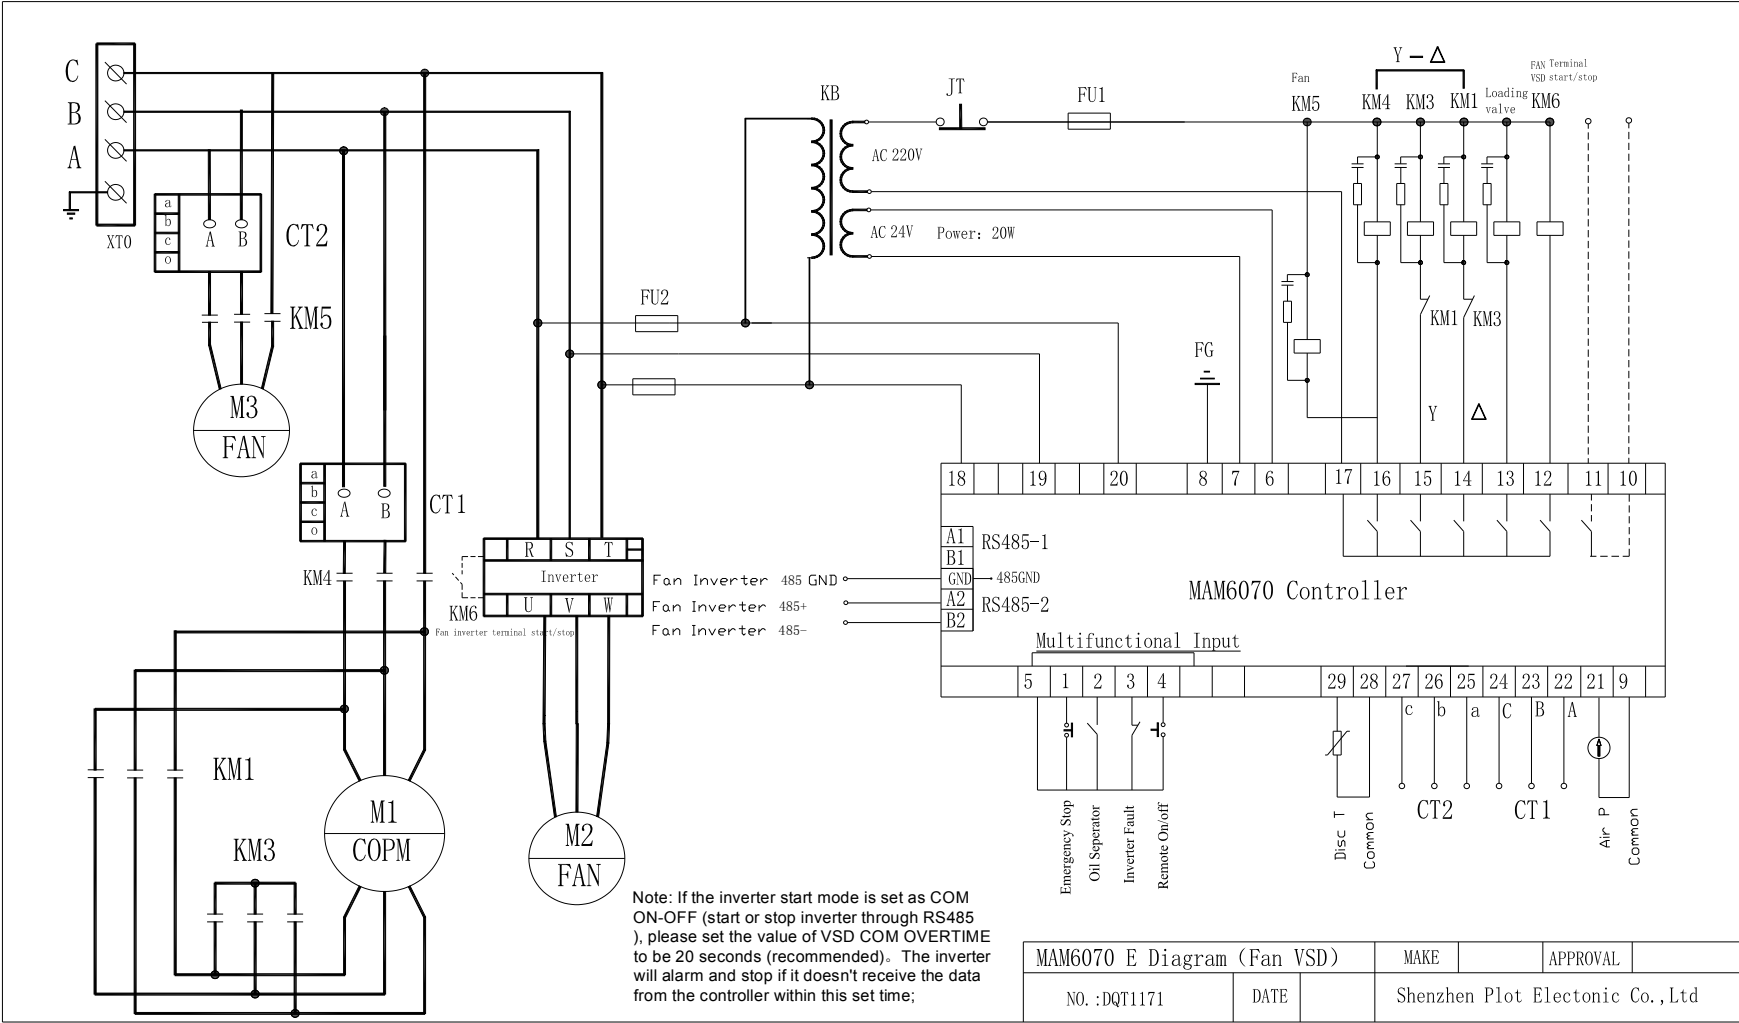 Y - Δ
FAN Terminal
VSD start/stop
C
Fan
KB
JT
FU1
KM5
KM4
KM3
KM1
Loading
valve
KM6
B
A
AC 220V
a
b
c
o
A
B
CT2
XT0
AC 24V
Power: 20W
FU2
KM5
KM1
KM3
FG
M3
FAN
Y
Δ
a
b
c
o
A
B
CT1
18
19
20
8
7
6
17
16
15
14
13
12
11
10
R
S
T
A1
B1
RS485-1
KM4
Inverter
Fan Inverter 485 GND
GND
485GND
MAM6070 Controller
U
V
W
KM6
Fan Inverter 485+
A2
B2
RS485-2
Fan inverter terminal start/stop
Fan Inverter 485-
Multifunctional Input
5
1
2
3
4
29
28
27
26
25
24
23
22
21
9
c
b
a
C
B
A
KM1
M1
COPM
CT2
CT1
Emergency Stop
Oil Seperator
Inverter Fault
Remote On/off
Disc T
Common
Air P
Common
M2
FAN
KM3
Note: If the inverter start mode is set as COM
ON-OFF (start or stop inverter through RS485
), please set the value of VSD COM OVERTIME
to be 20 seconds (recommended)。The inverter
will alarm and stop if it doesn't receive the data
from the controller within this set time;
MAM6070 E Diagram (Fan VSD)
MAKE
APPROVAL
NO.:DQT1171
DATE
Shenzhen Plot Electonic Co.,Ltd